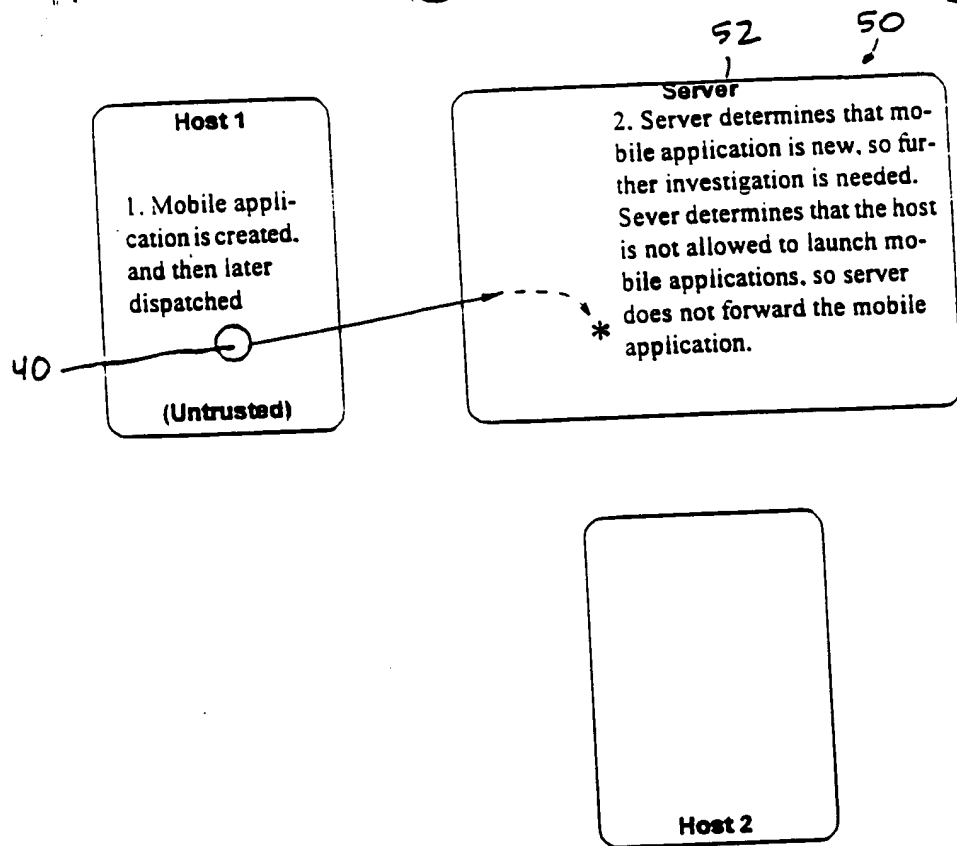 52
50
Host 1
1. Mobile appli-
cation is created.
and then later
dispatched
40
(Untrusted)
Server
2. Server determines that mo-
bile application is new. so fur-
ther investigation is needed.
Sever determines that the host
is not allowed to launch mo-
bile applications. so server
does not forward the mobile
* application.
Host 2